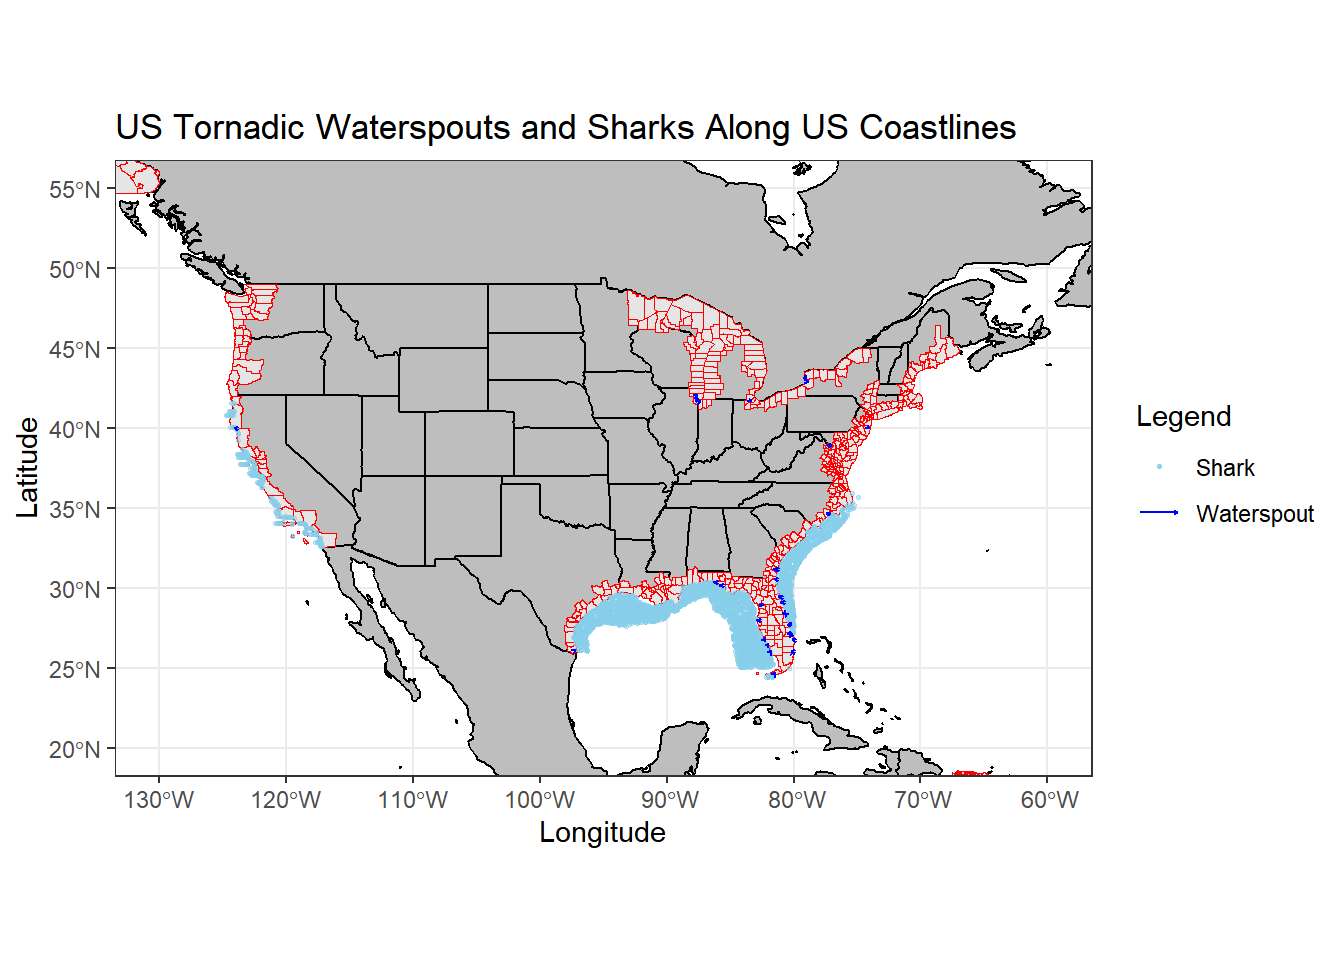 US Tornadic Waterspouts and Sharks Along US Coastlines
55°N
50°N
45°N
40°N
35°N
30°N
25°N
20°N
Latitude
130°W 120°W 110°W 100°W 90°W 80°W 70°W 60°W
Longitude
Legend
Shark
Waterspout